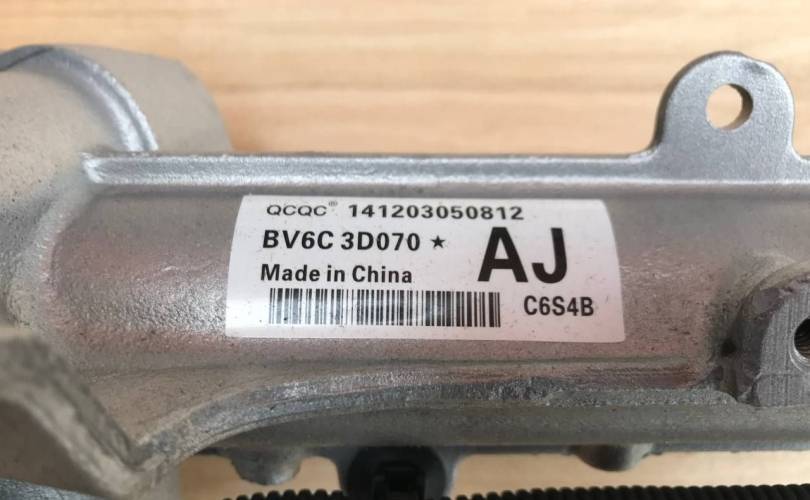 QCQC® 141203050812
BV6C 3D070 ★ AJ
Made in China
C6S4B